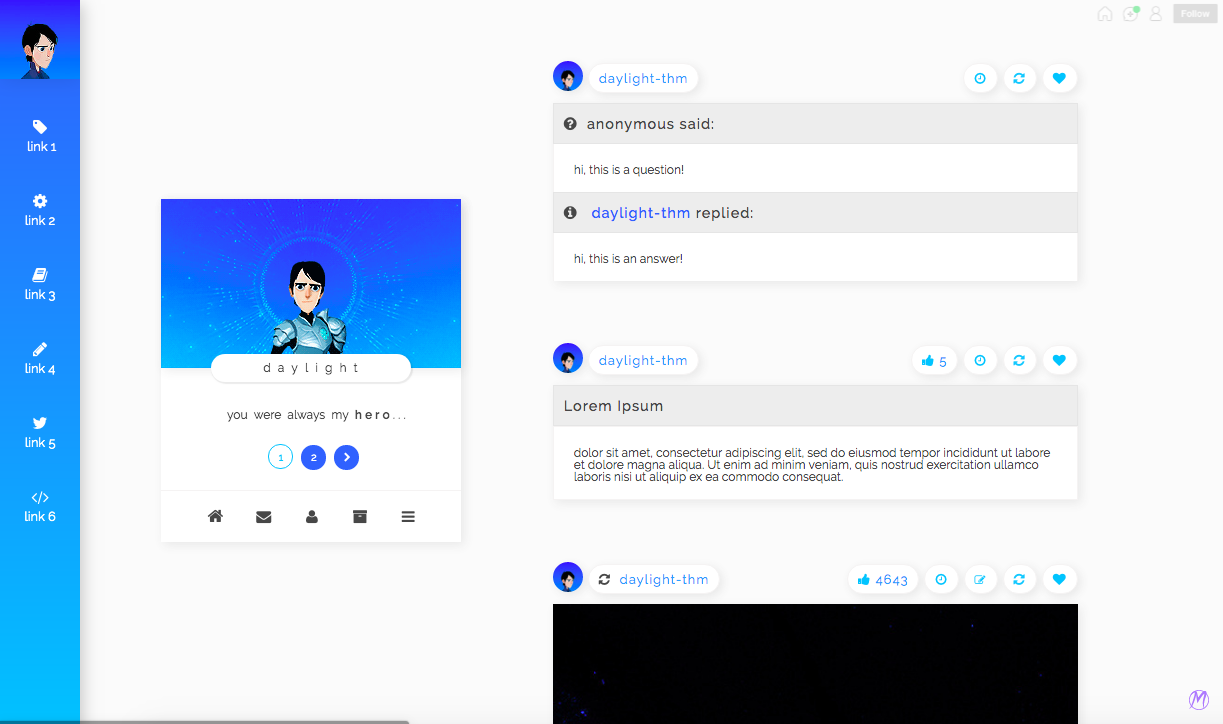 Follow
link 1
link 2
link 3
link 4
link 5
link 6
daylight
you were always my hero...
1 2
daylight-thm
anonymous said:
hi, this is a question!
daylight-thm replied:
hi, this is an answer!
daylight-thm 5
Lorem Ipsum
dolor sit amet, consectetur adipiscing elit, sed do eiusmod tempor incididunt ut labore
et dolore magna aliqua. Ut enim ad minim veniam, quis nostrud exercitation ullamco
laboris nisi ut aliquip ex ea commodo consequat.
daylight-thm 4643
M